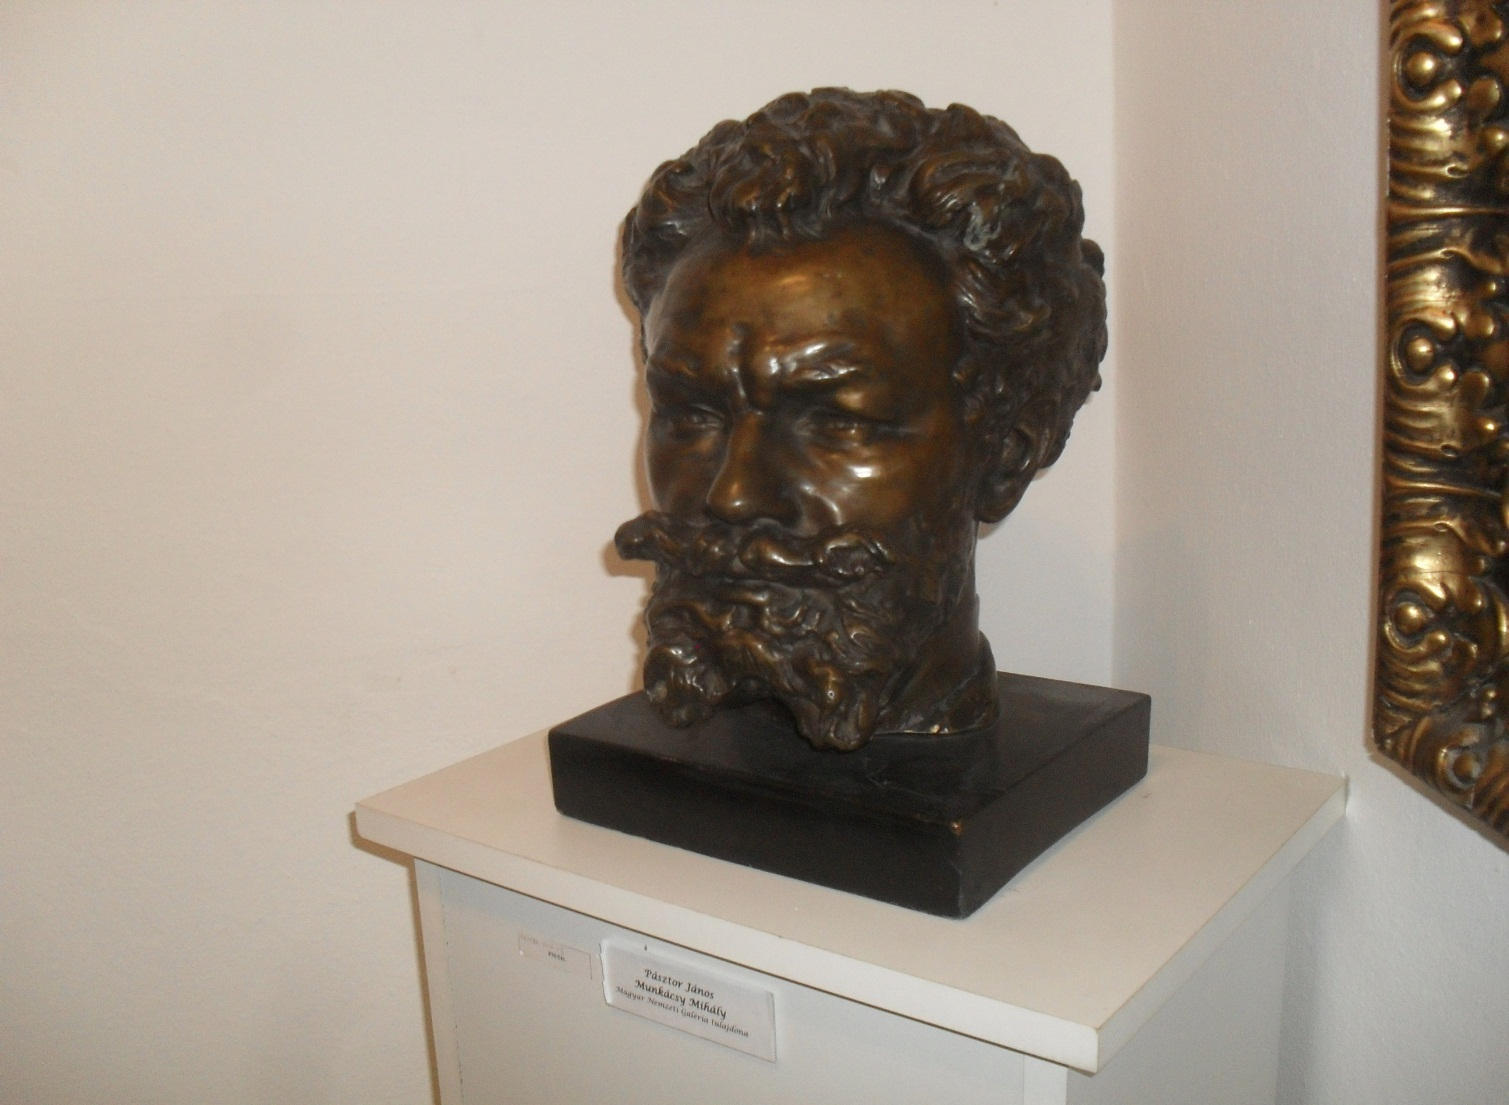 Pásztor János
Munkácsy Mihály
Magyar Nemzeti Galéria tulajdona